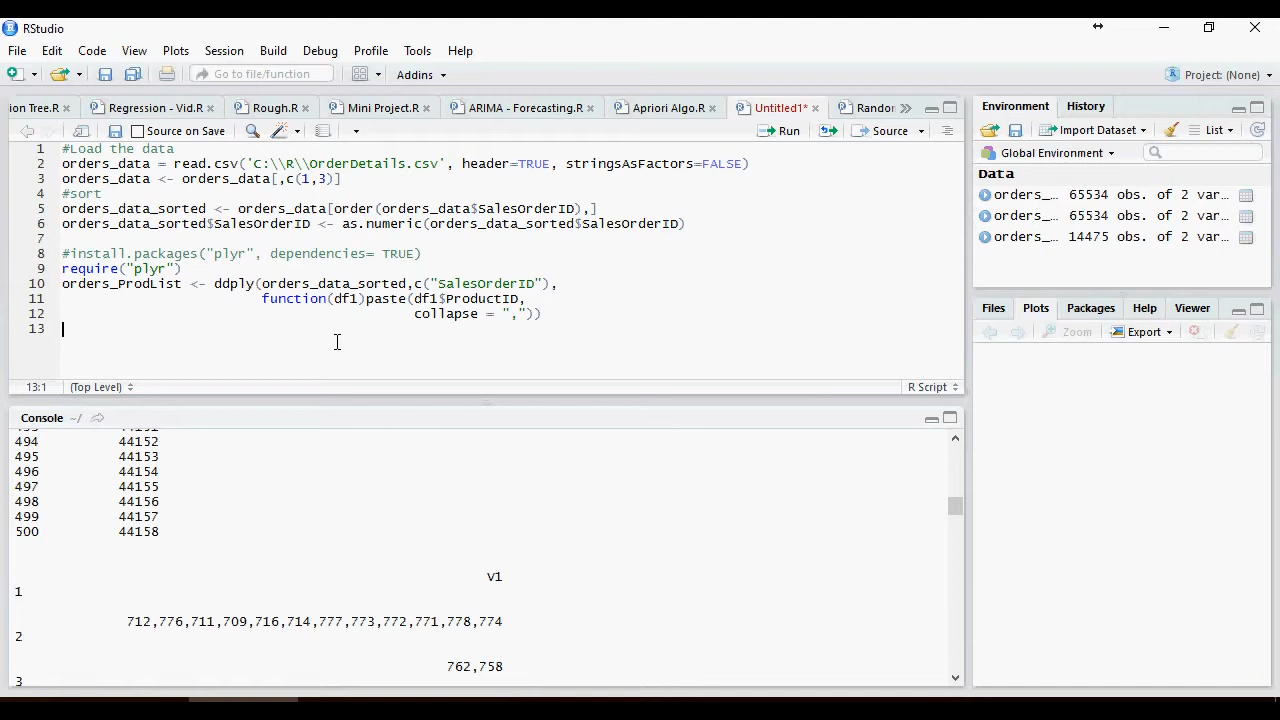 RStudio
File Edit Code View Plots Session Build Debug Profile Tools Help
Go to file/function Addins Project: (None)
ion Tree.R Regression - Vid.R Rough.R Mini Project.R ARIMA - Forecasting.R Apriori Algo.R Untitled1* Randor
Source on Save Run Source
1 #Load the data
2 orders_data = read.csv('C:\\R\\OrderDetails.csv', header=TRUE, stringsAsFactors=FALSE)
3 orders_data <- orders_data[,c(1,3)]
4 #sort
5 orders_data_sorted <- orders_data[order(orders_data$SalesOrderID),]
6 orders_data_sorted$SalesOrderID <- as.numeric(orders_data_sorted$SalesOrderID)
7
8 #install.packages("plyr", dependencies= TRUE)
9 require("plyr")
10 orders_ProdList <- ddply(orders_data_sorted,c("SalesOrderID"),
11 function(df1)paste(df1$ProductID,
12 collapse = ","))
13
13:1 (Top Level) R Script
Console ~/
494 44152
495 44153
496 44154
497 44155
498 44156
499 44157
500 44158
V1
1
712,776,711,709,716,714,777,773,772,771,778,774
2
762,758
3
Environment History
Import Dataset List
Global Environment
Data
orders_… 65534 obs. of 2 var…
orders_… 65534 obs. of 2 var…
orders_… 14475 obs. of 2 var…
Files Plots Packages Help Viewer
Zoom Export